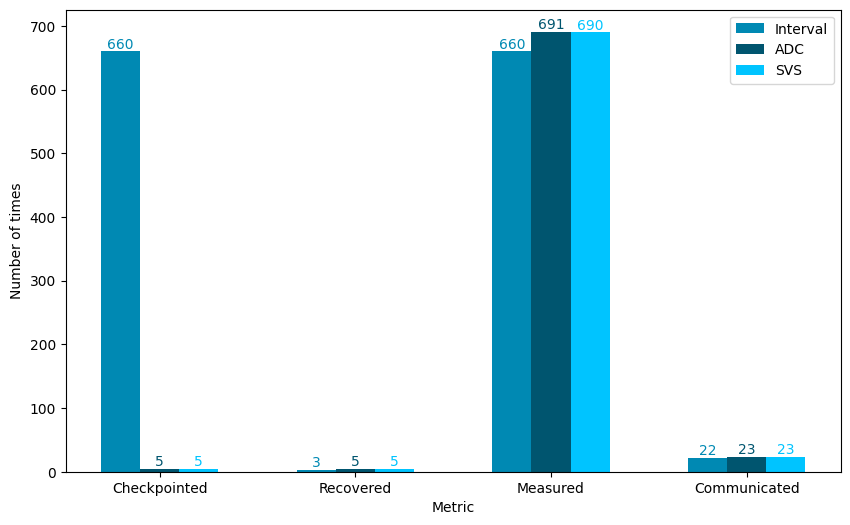 Number of times
700
600
500
400
300
200
100
0
660
5
5
3
5
5
660
691
690
22
23
23
Interval
ADC
SVS
Checkpointed
Recovered
Measured
Communicated
Metric